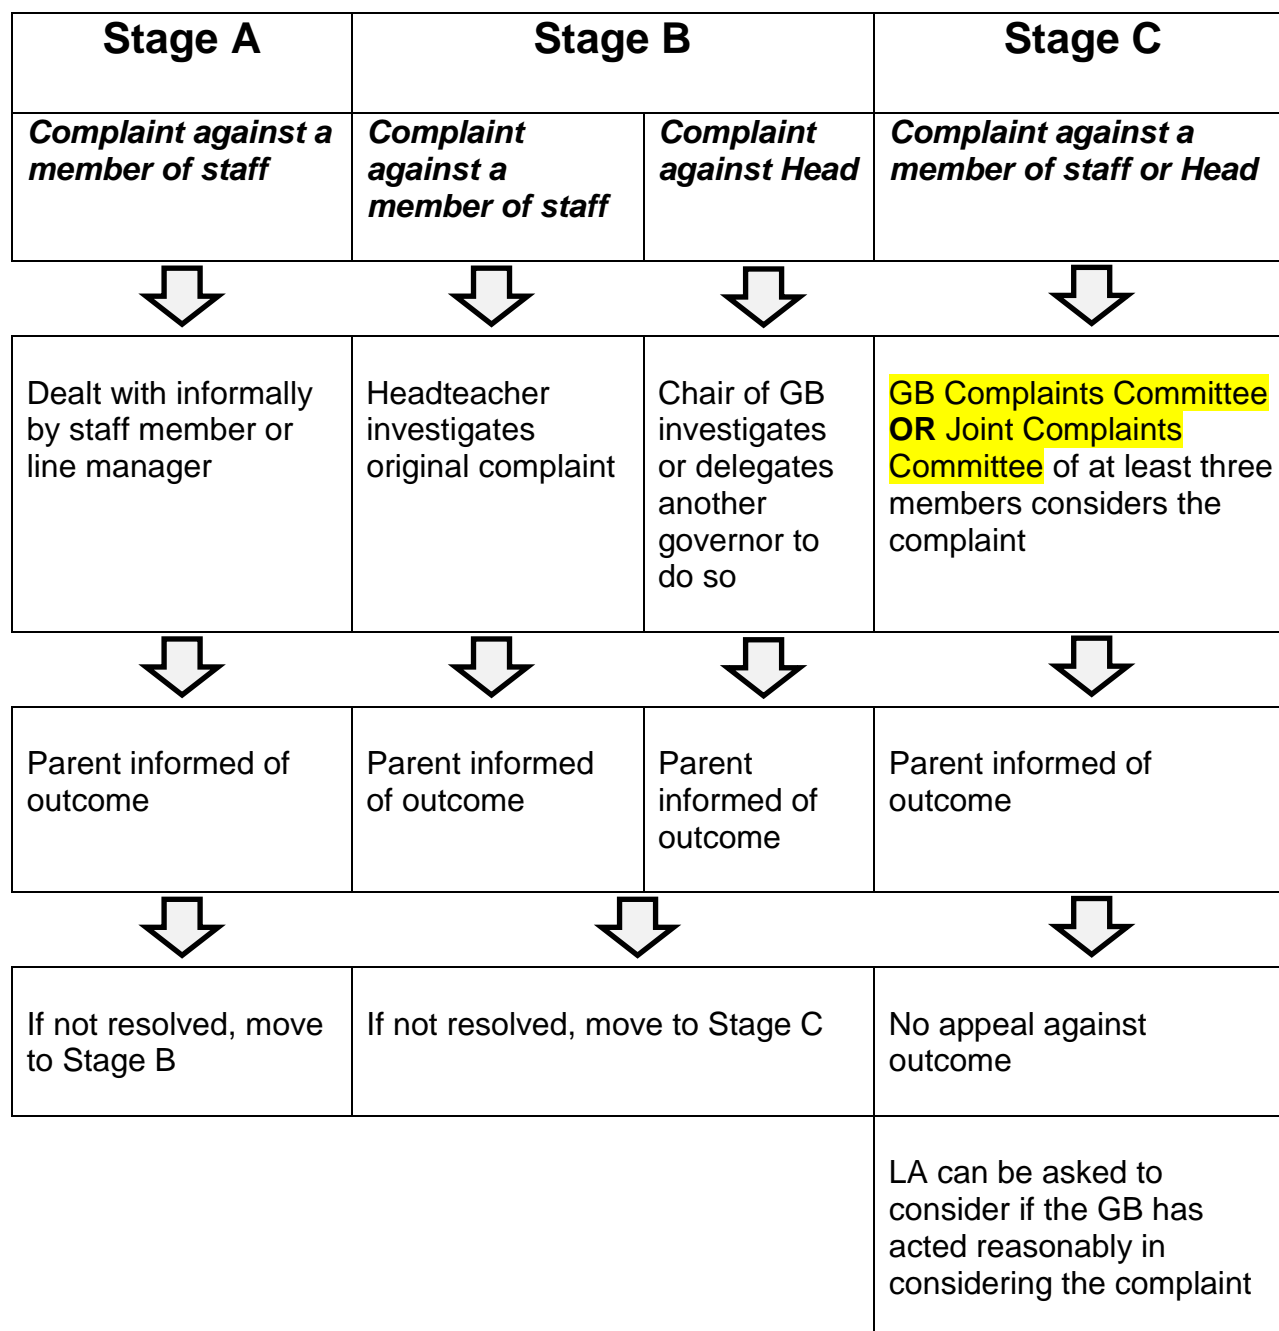 Stage A
Stage B
Stage C
Complaint against a
member of staff
Complaint
against a
member of staff
Complaint
against Head
Complaint against a
member of staff or Head
Dealt with informally
by staff member or
line manager
Headteacher
investigates
original complaint
Chair of GB
investigates
or delegates
another
governor to
do so
GB Complaints Committee
OR Joint Complaints
Committee of at least three
members considers the
complaint
Parent informed of
outcome
Parent informed
of outcome
Parent
informed of
outcome
Parent informed of
outcome
If not resolved, move
to Stage B
If not resolved, move to Stage C
No appeal against
outcome
LA can be asked to
consider if the GB has
acted reasonably in
considering the complaint